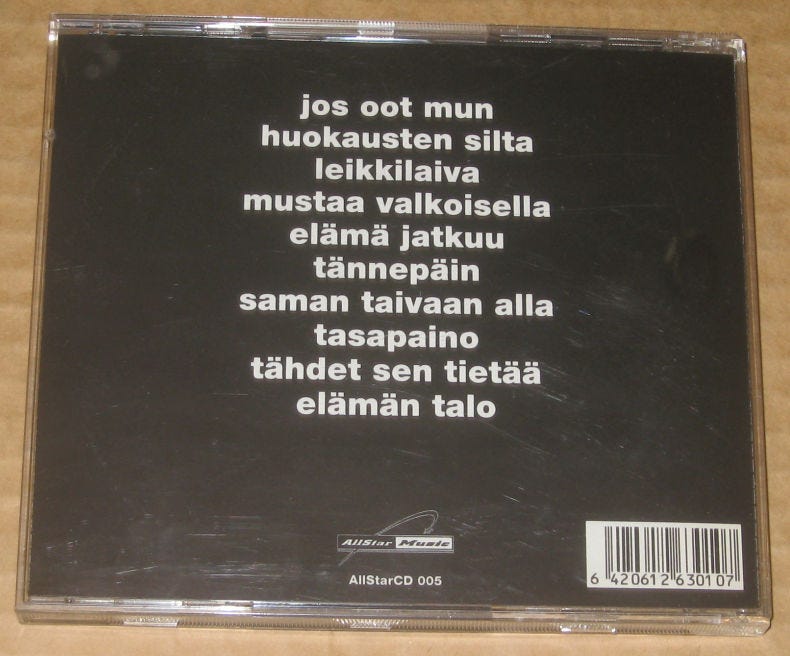 jos oot mun
huokausten silta
leikkilaiva
mustaa valkoisella
elämä jatkuu
tännepäin
saman taivaan alla
tasapaino
tähdet sen tietää
elämän talo
AllStar Music
AllStarCD 005
6 420612 630107